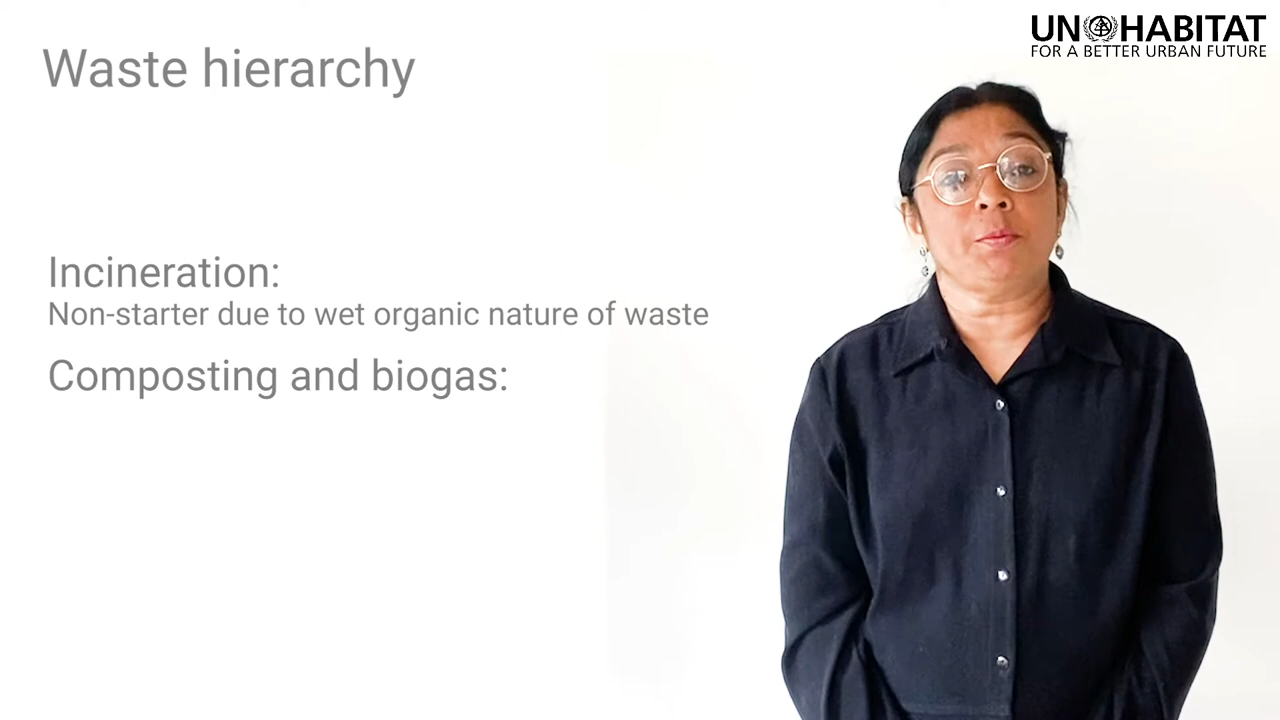 UN HABITAT
FOR A BETTER URBAN FUTURE
Waste hierarchy
Incineration:
Non-starter due to wet organic nature of waste
Composting and biogas: